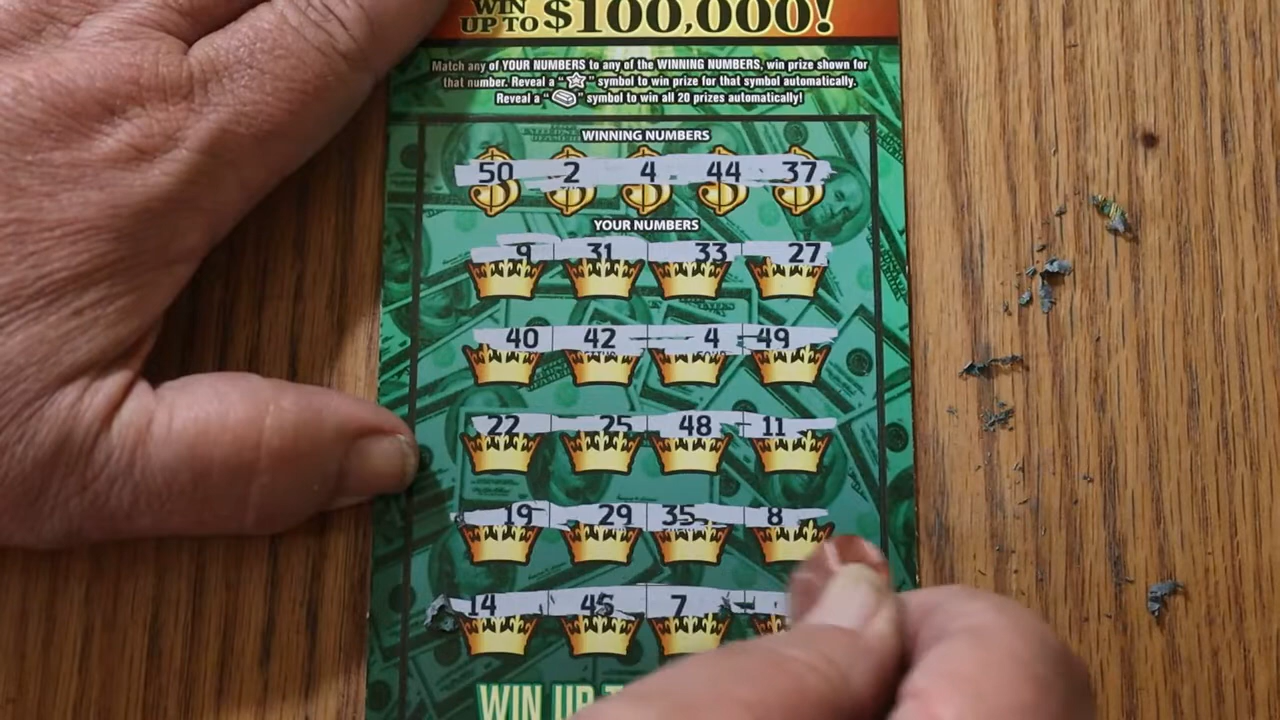 WIN UP TO $100,000!
Match any of YOUR NUMBERS to any of the WINNING NUMBERS, win prize shown for
that number. Reveal a " " symbol to win prize for that symbol automatically.
Reveal a " " symbol to win all 20 prizes automatically!
WINNING NUMBERS
50 2 4 44 37
YOUR NUMBERS
9 31 33 27
40 42 4 49
22 25 48 11
19 29 35 8
14 45 7
WIN UP